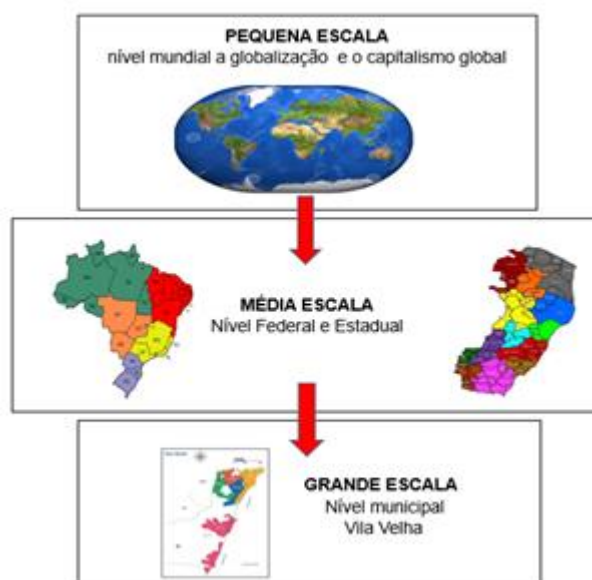 PEQUENA ESCALA
nível mundial a globalização e o capitalismo global
MÉDIA ESCALA
Nível Federal e Estadual
GRANDE ESCALA
Nível municipal
Vila Velha